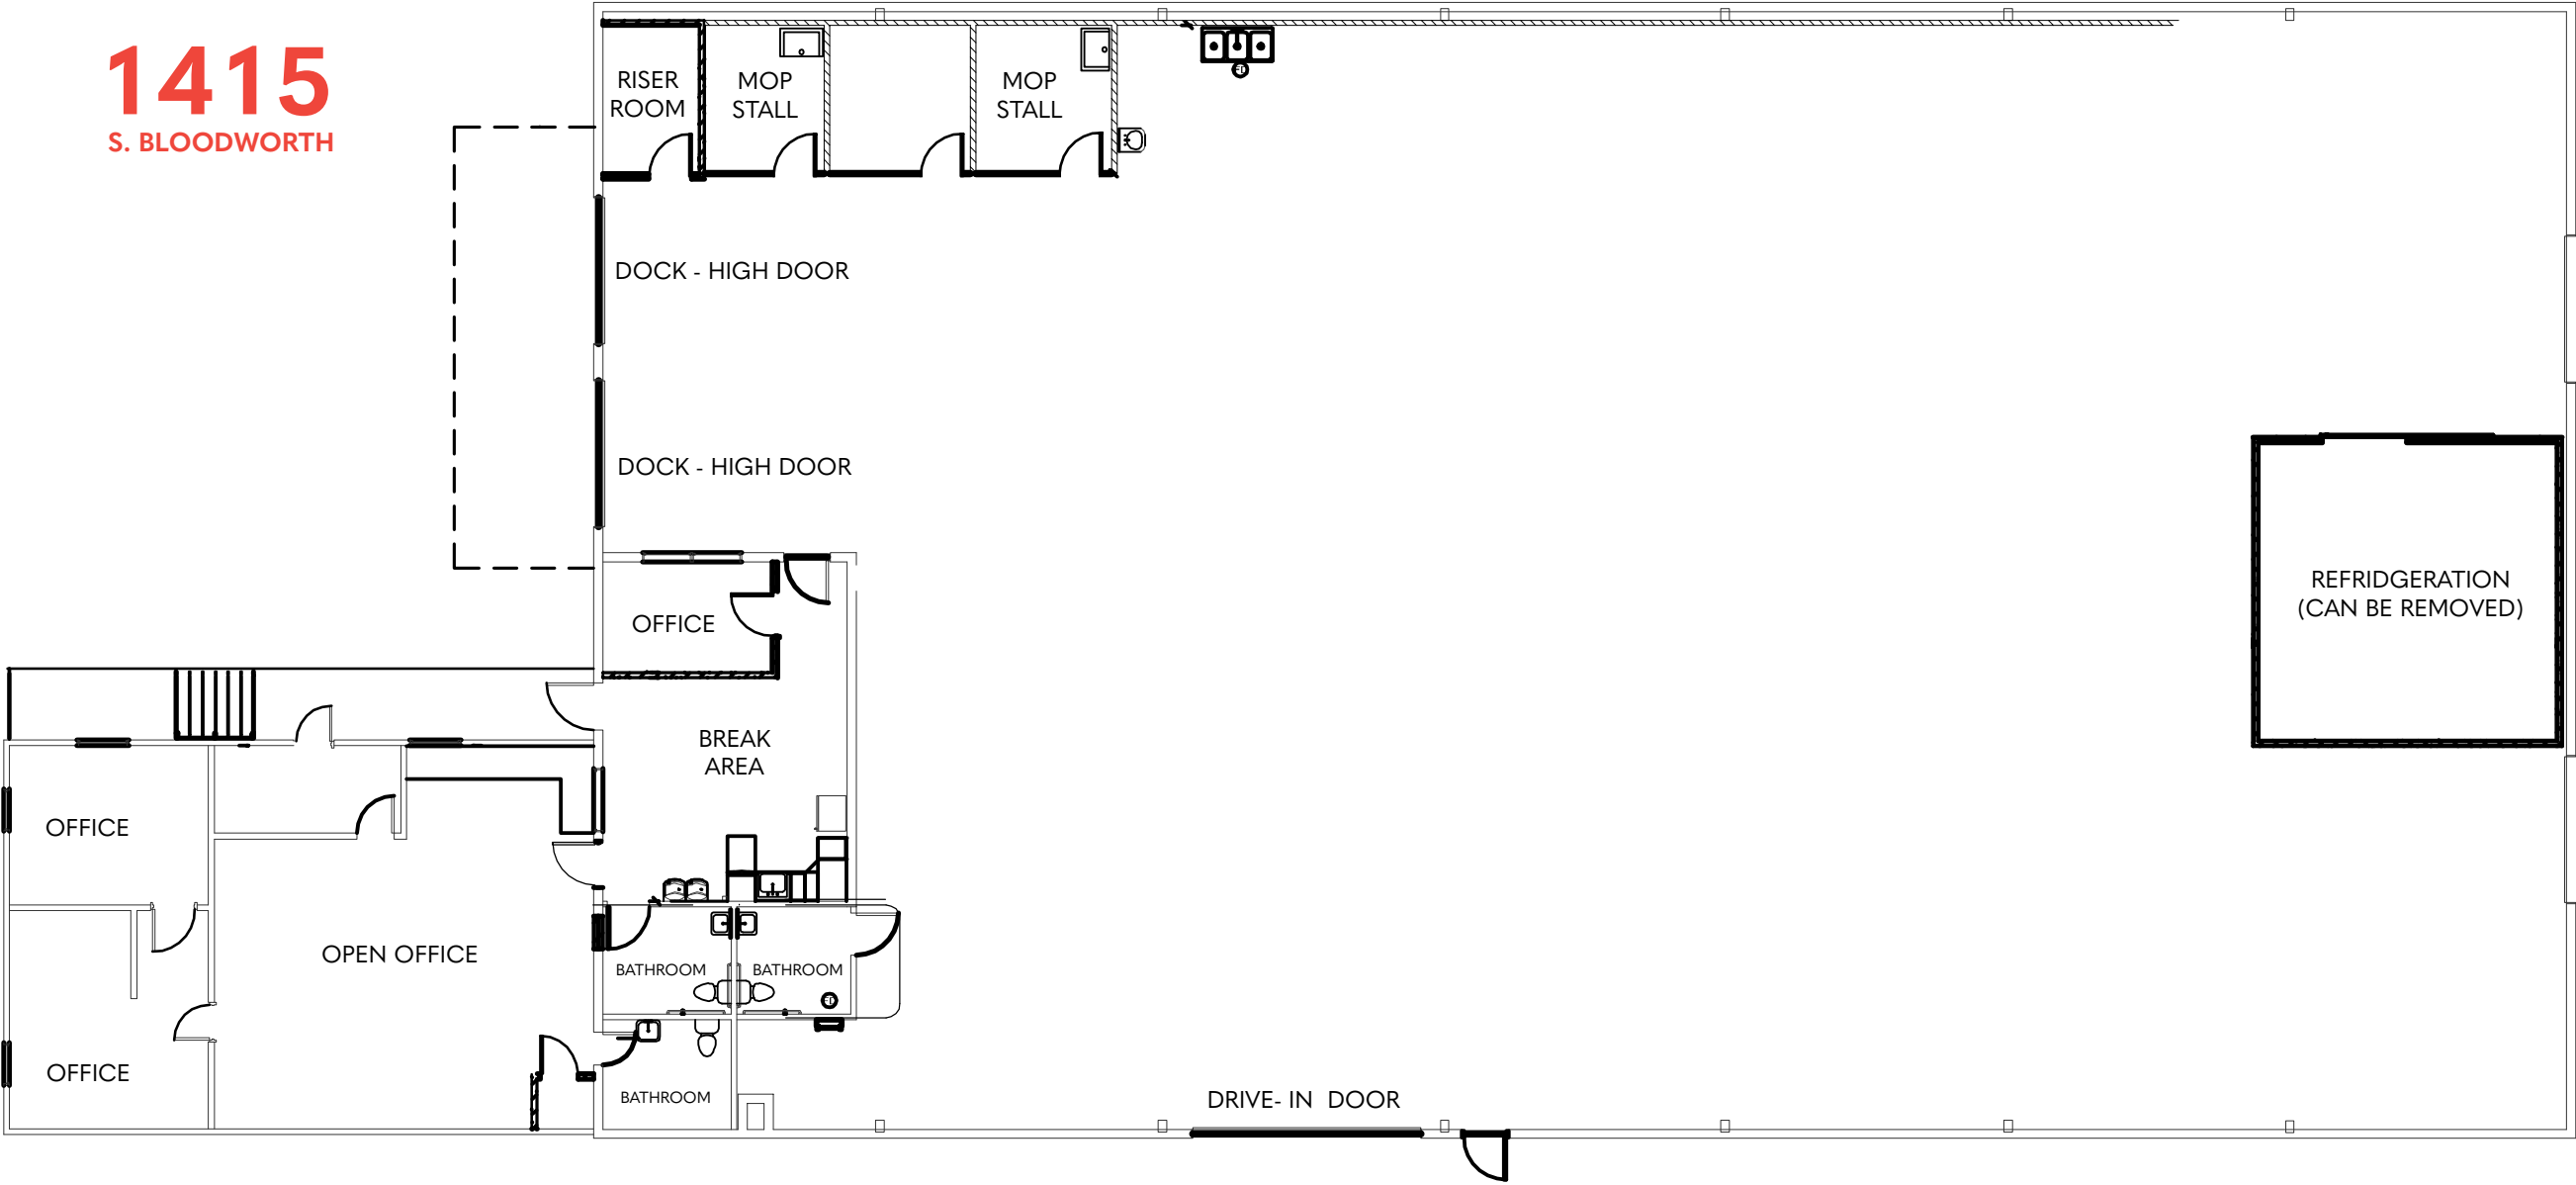 1415
S. BLOODWORTH
RISER
ROOM
MOP
STALL
MOP
STALL
DOCK - HIGH DOOR
DOCK - HIGH DOOR
OFFICE
REFRIDGERATION
(CAN BE REMOVED)
BREAK
AREA
OFFICE
OPEN OFFICE
BATHROOM
BATHROOM
OFFICE
BATHROOM
DRIVE- IN DOOR